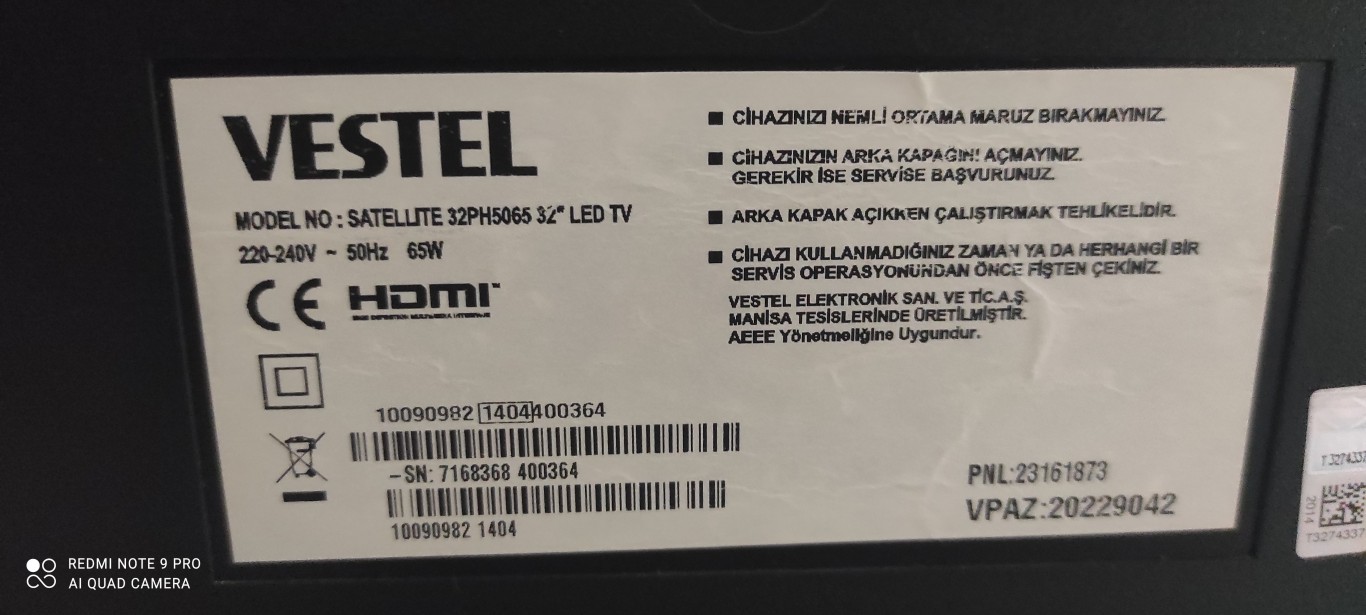 VESTEL
MODEL NO : SATELLITE 32PH5065 32" LED TV
220-240V ~ 50Hz 65W
CE HDMI
10090982 1404400364
-SN: 7168368 400364
10090982 1404
■ CİHAZINIZI NEMLİ ORTAMA MARUZ BIRAKMAYINIZ.
■ CİHAZINIZIN ARKA KAPAĞINI AÇMAYINIZ.
GEREKİR İSE SERVİSE BAŞVURUNUZ.
■ ARKA KAPAK AÇIKKEN ÇALIŞTIRMAK TEHLİKELİDİR.
■ CİHAZI KULLANMADIĞINIZ ZAMAN YA DA HERHANGİ BİR
SERVİS OPERASYONUNDAN ÖNCE FİŞTEN ÇEKİNİZ.
VESTEL ELEKTRONİK SAN. VE TİC.A.Ş.
MANİSA TESİSLERİNDE ÜRETİLMİŞTİR.
AEEE Yönetmeliğine Uygundur.
PNL:23161873
VPAZ:20229042
2014
REDMI NOTE 9 PRO
AI QUAD CAMERA